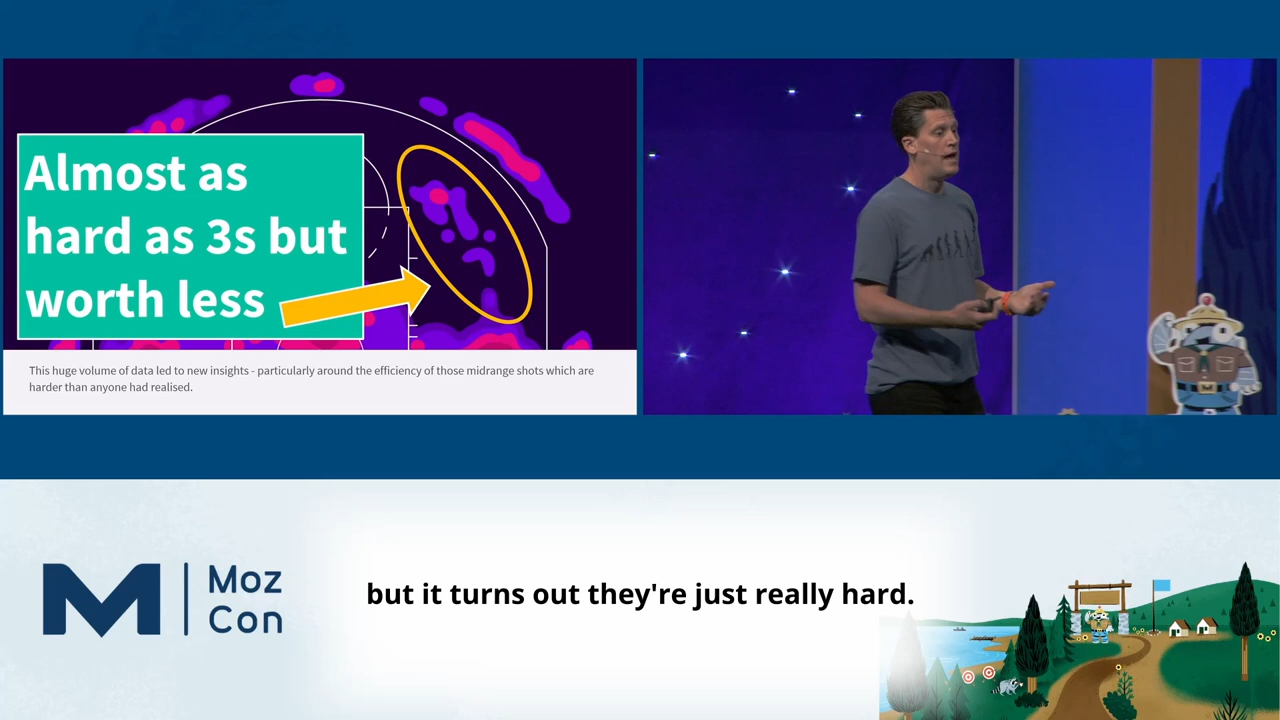 Almost as
hard as 3s but
worth less
This huge volume of data led to new insights - particularly around the efficiency of those midrange shots which are
harder than anyone had realised.
M
Moz
Con
but it turns out they're just really hard.